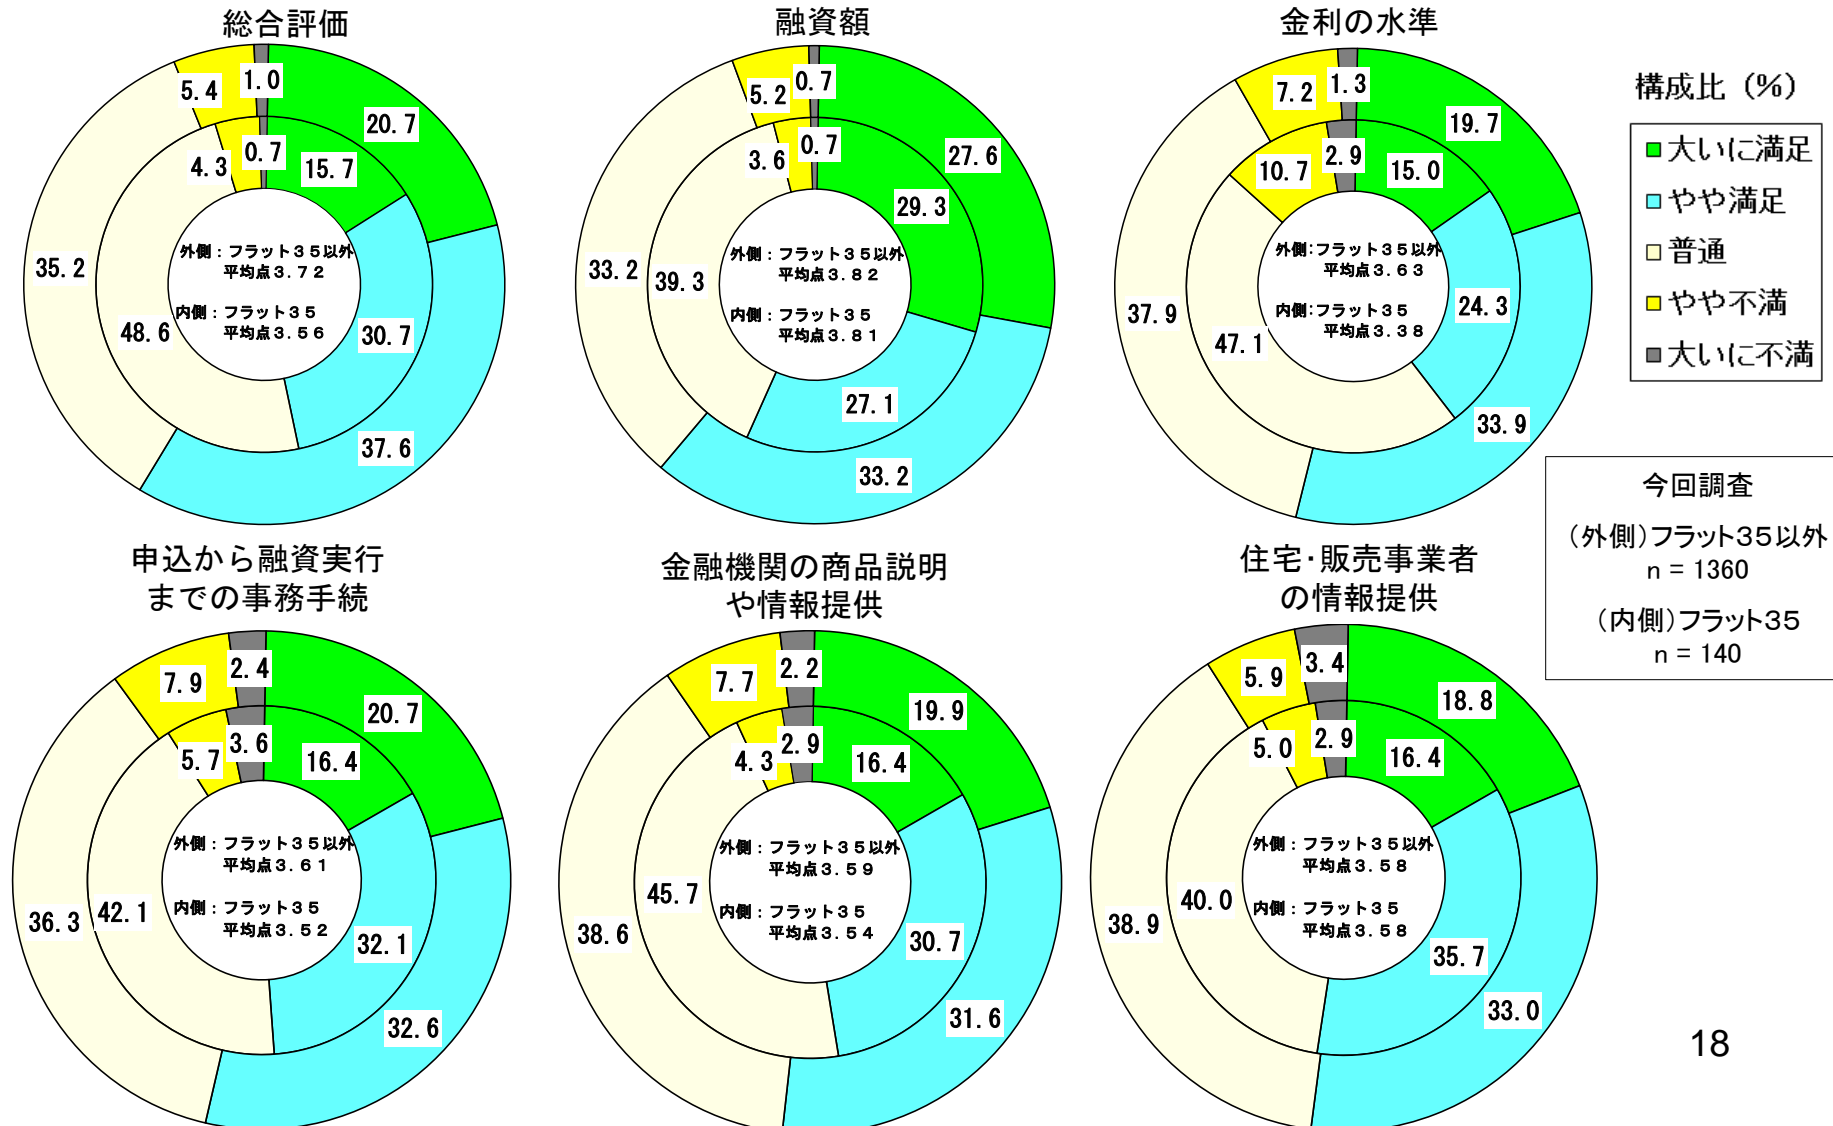 総合評価
5.4
1.0
20.7
4.3
0.7
15.7
35.2
48.6
30.7
37.6
外側：フラット３５以外
平均点３.７２
内側：フラット３５
平均点３.５６
融資額
5.2
0.7
27.6
3.6
0.7
29.3
33.2
39.3
27.1
33.2
外側：フラット３５以外
平均点３.８２
内側：フラット３５
平均点３.８１
金利の水準
7.2
1.3
19.7
10.7
2.9
15.0
37.9
47.1
24.3
33.9
外側：フラット３５以外
平均点３.６３
内側：フラット３５
平均点３.３８
構成比（%）
大いに満足
やや満足
普通
やや不満
大いに不満
今回調査
（外側）フラット35以外
n = 1360
（内側）フラット35
n = 140
申込から融資実行
までの事務手続
7.9
2.4
20.7
5.7
3.6
16.4
36.3
42.1
32.1
32.6
外側：フラット３５以外
平均点３.６１
内側：フラット３５
平均点３.５２
金融機関の商品説明
や情報提供
7.7
2.2
19.9
4.3
2.9
16.4
38.6
45.7
30.7
31.6
外側：フラット３５以外
平均点３.５９
内側：フラット３５
平均点３.５４
住宅・販売事業者
の情報提供
5.9
3.4
18.8
5.0
2.9
16.4
38.9
40.0
35.7
33.0
外側：フラット３５以外
平均点３.５８
内側：フラット３５
平均点３.５８
18